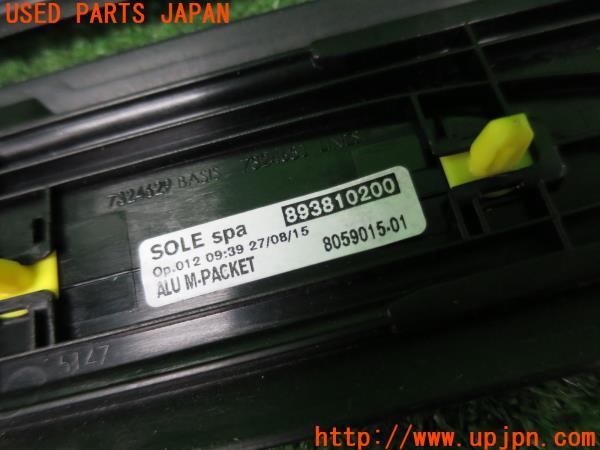 USED PARTS JAPAN
7324629 BASIS
SOLE spa 893810200
Op.012 09:39 27/08/15
ALU M-PACKET 8059015-01
http:// www.upjpn.com